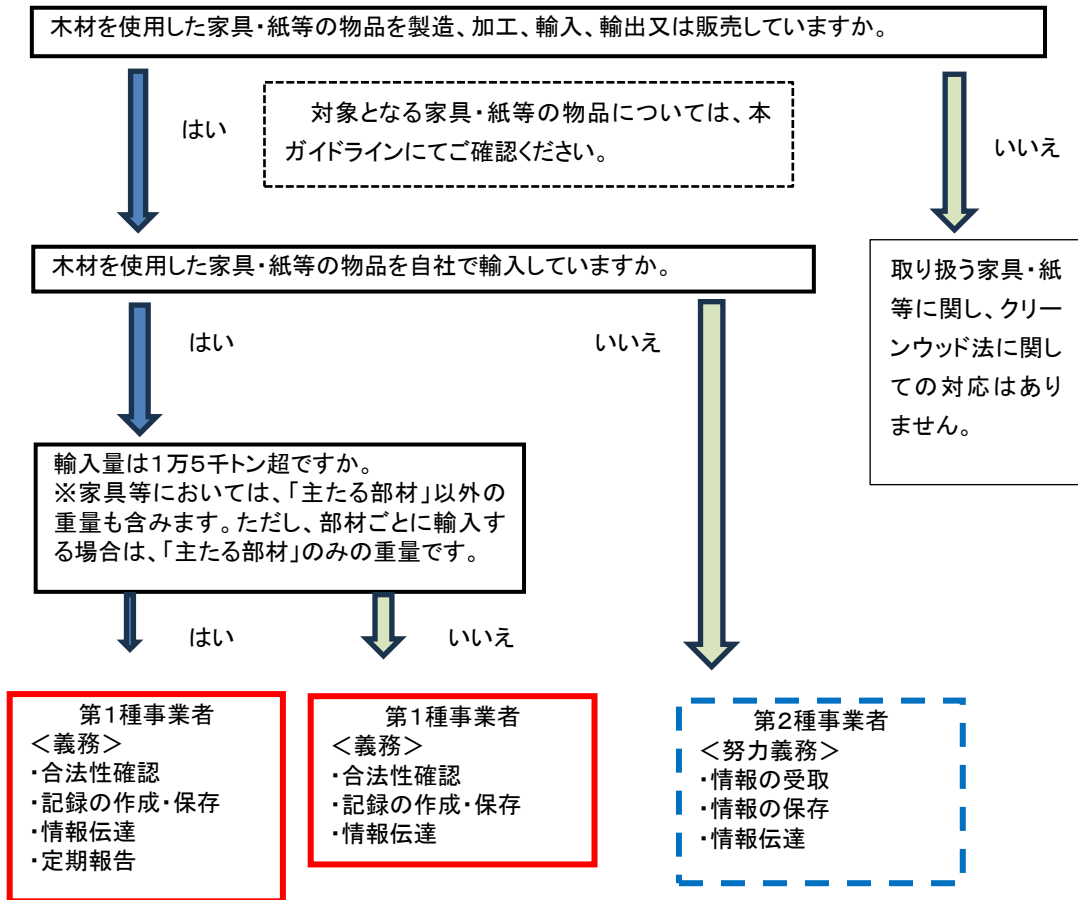 木材を使用した家具・紙等の物品を製造、加工、輸入、輸出又は販売していますか。
はい
対象となる家具・紙等の物品については、本
ガイドラインにてご確認ください。
いいえ
木材を使用した家具・紙等の物品を自社で輸入していますか。
取り扱う家具・紙
等に関し、クリー
ンウッド法に関し
ての対応はあり
ません。
はい
いいえ
輸入量は1万5千トン超ですか。
※家具等においては、「主たる部材」以外の
重量も含みます。ただし、部材ごとに輸入す
る場合は、「主たる部材」のみの重量です。
はい
いいえ
第1種事業者
＜義務＞
・合法性確認
・記録の作成・保存
・情報伝達
・定期報告
第1種事業者
＜義務＞
・合法性確認
・記録の作成・保存
・情報伝達
第2種事業者
＜努力義務＞
・情報の受取
・情報の保存
・情報伝達